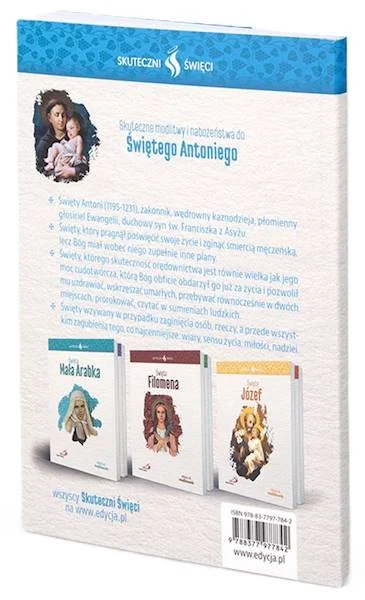 SKUTECZNI ŚWIĘCI
Skuteczne modlitwy i nabożeństwa do
Świętego Antoniego
Święty Antoni (1195-1231), zakonnik, wędrowny kaznodzieja, płomienny
głosiciel Ewangelii, duchowy syn św. Franciszka z Asyżu.
Święty, który pragnął poświęcić swoje życie i zginąć śmiercią męczeńską,
lecz Bóg miał wobec niego zupełnie inne plany.
Święty, którego skuteczność orędownictwa jest równie wielka jak jego
moc cudotwórcza, którą Bóg obficie obdarzył go już za życia i pozwolił
mu uzdrawiać, wskrzeszać umarłych, przebywać równocześnie w dwóch
miejscach, prorokować, czytać w sumieniach ludzkich.
Święty wzywany w przypadku zaginięcia osób, rzeczy, a przede wszyst-
kim zagubienia tego, co najcenniejsze: wiary, sensu życia, miłości, nadziei.
Mała Arabka
Święta
Filomena
Święty
Józef
wszyscy Skuteczni Święci
na www.edycja.pl
ISBN 978-83-7797-784-2
9 788377 977842
www.edycja.pl